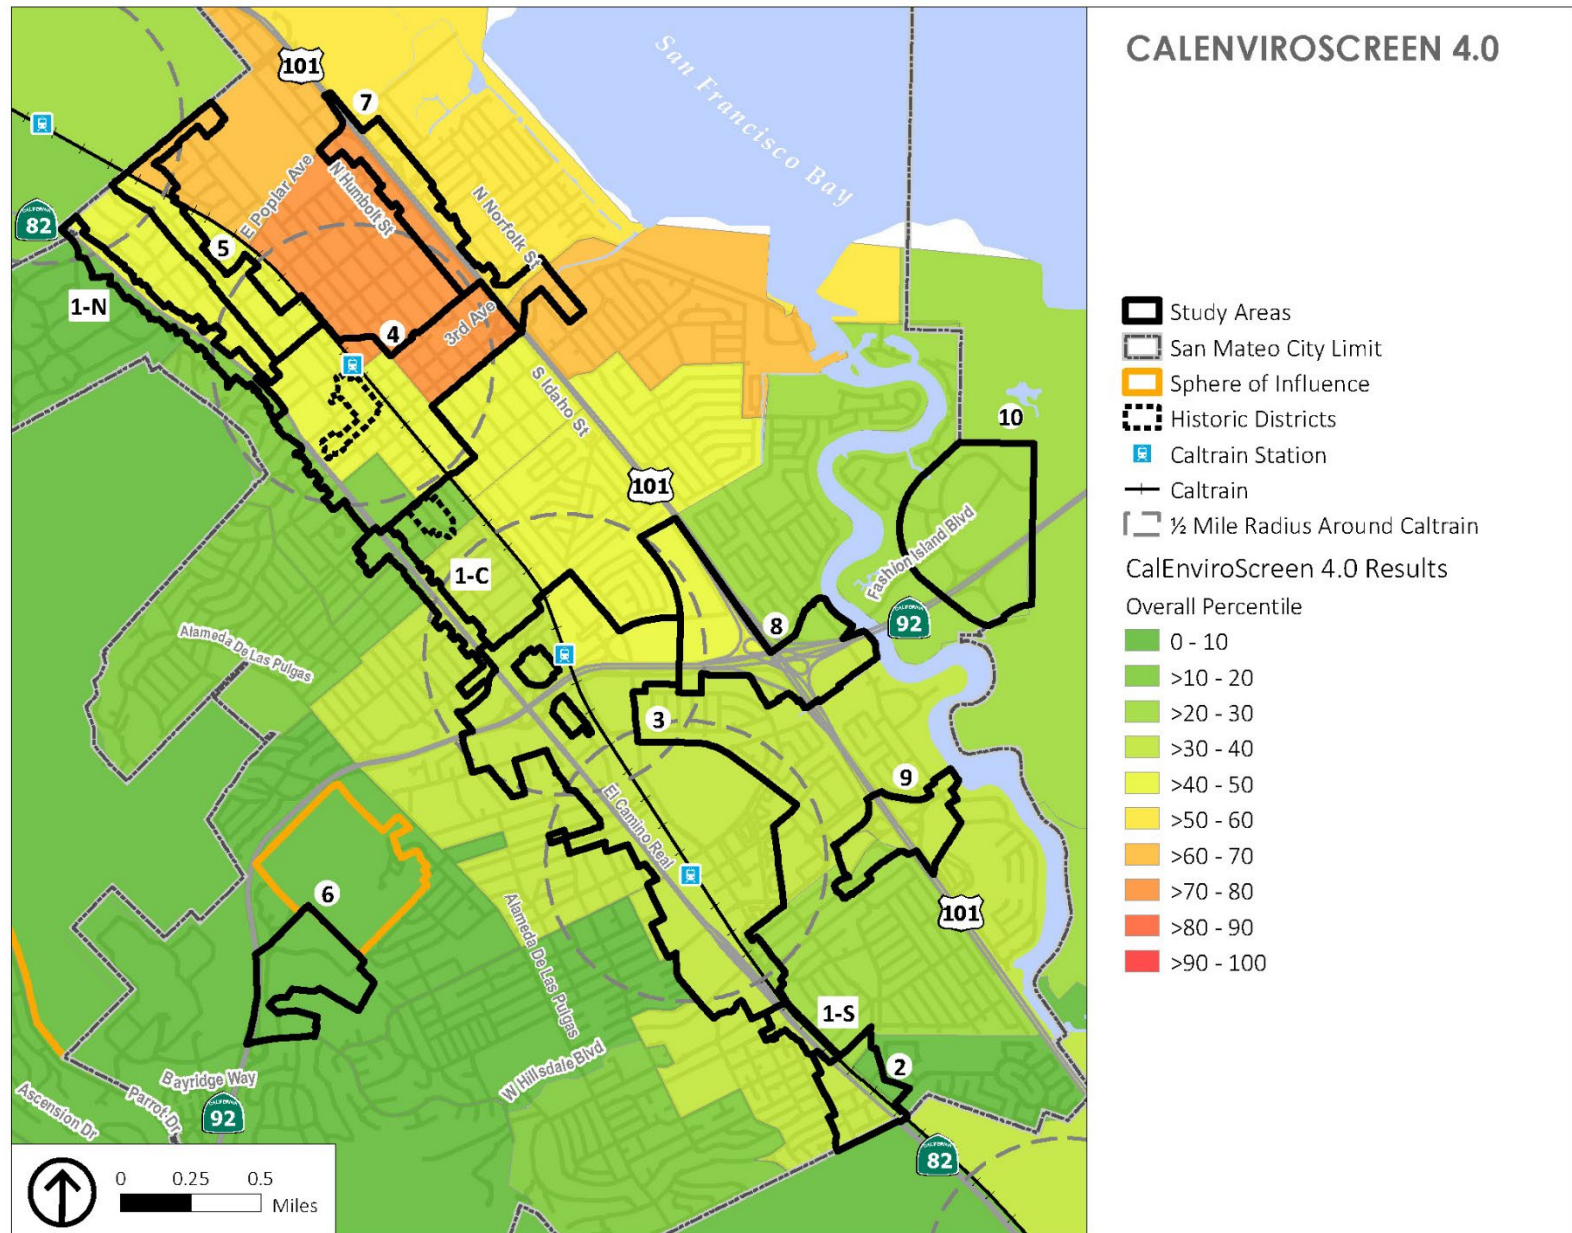 CALENVIROSCREEN 4.0
San Francisco Bay
101
7
82
E Poplar Ave
N Humbolt St
N Norfolk St
5
1-N
4
3rd Ave
S Idaho St
10
101
Fashion Island Blvd
1-C
8
92
Alameda De Las Pulgas
3
9
El Camino Real
6
Alameda De Las Pulgas
101
1-S
2
W Hillsdale Blvd
Bayridge Way
Parrot Dr
Ascension Dr
CALIFORNIA
92
82
0 0.25 0.5
Miles
Study Areas
San Mateo City Limit
Sphere of Influence
Historic Districts
Caltrain Station
Caltrain
½ Mile Radius Around Caltrain
CalEnviroScreen 4.0 Results
Overall Percentile
0 - 10
>10 - 20
>20 - 30
>30 - 40
>40 - 50
>50 - 60
>60 - 70
>70 - 80
>80 - 90
>90 - 100